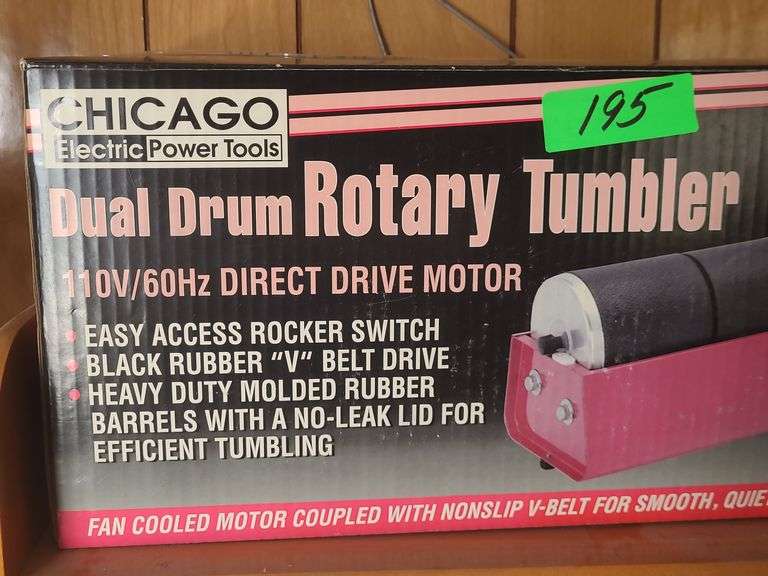 CHICAGO
Electric Power Tools
195
Dual Drum Rotary Tumbler
110V/60Hz DIRECT DRIVE MOTOR
• EASY ACCESS ROCKER SWITCH
• BLACK RUBBER "V" BELT DRIVE
• HEAVY DUTY MOLDED RUBBER
BARRELS WITH A NO-LEAK LID FOR
EFFICIENT TUMBLING
FAN COOLED MOTOR COUPLED WITH NONSLIP V-BELT FOR SMOOTH,